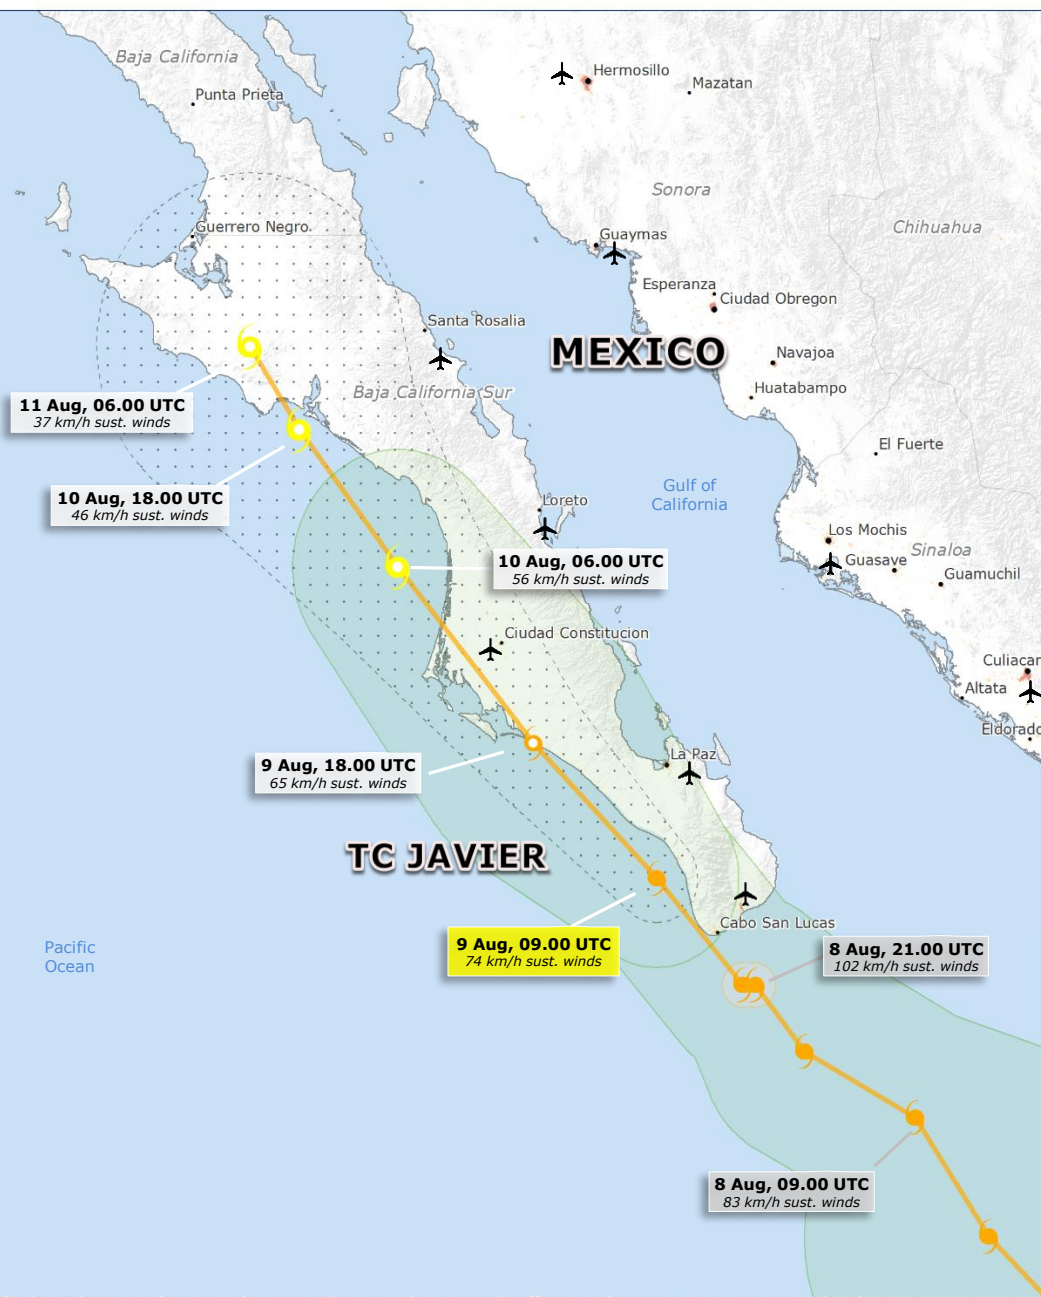 Baja California
Punta Prieta
Hermosillo
Mazatan
Sonora
Chihuahua
Guerrero Negro
Guaymas
Esperanza
Ciudad Obregon
Santa Rosalia
MEXICO
Navojoa
Huatabampo
Baja California Sur
11 Aug, 06.00 UTC
37 km/h sust. winds
El Fuerte
10 Aug, 18.00 UTC
46 km/h sust. winds
Gulf of
California
Loreto
Los Mochis
Sinaloa
Guasave
Guamuchil
10 Aug, 06.00 UTC
56 km/h sust. winds
Ciudad Constitucion
Culiacan
Altata
Eldorado
9 Aug, 18.00 UTC
65 km/h sust. winds
La Paz
TC JAVIER
Cabo San Lucas
9 Aug, 09.00 UTC
74 km/h sust. winds
8 Aug, 21.00 UTC
102 km/h sust. winds
Pacific
Ocean
8 Aug, 09.00 UTC
83 km/h sust. winds